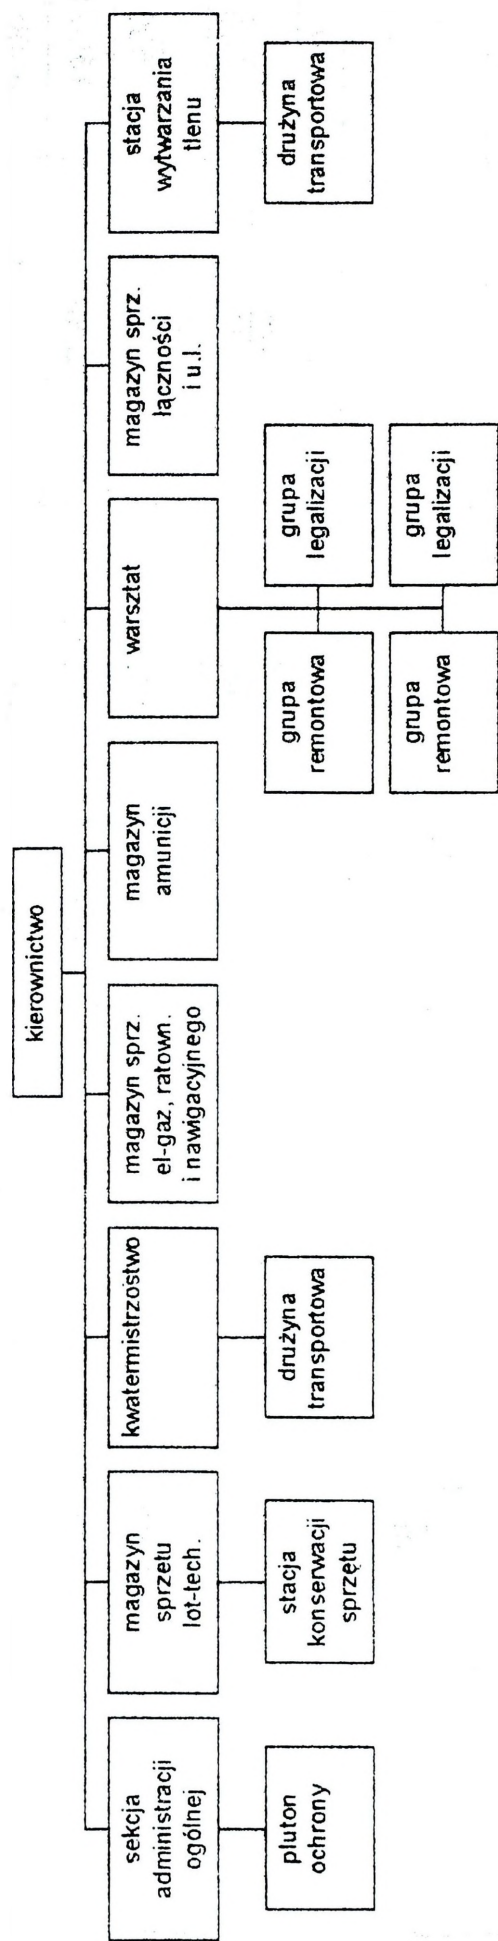 kierownictwo
sekcja
administracji
ogólnej
magazyn
sprzetu
lot-tech.
kwatermistrzostwo
magazyn sprz.
el-gaz, ratown.
i nawigacyjnego
magazyn
amunicji
warsztat
magazyn sprz.
łączności
i u.l.
stacja
wytwarzania
tlenu
pluton
ochrony
stacja
konserwacji
sprzętu
drużyna
transportowa
grupa
remontowa
grupa
legalizacji
drużyna
transportowa
grupa
remontowa
grupa
legalizacji